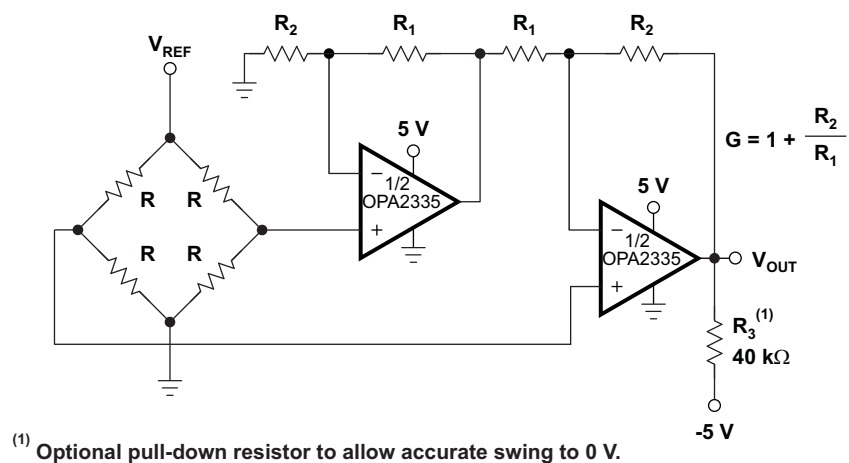 R2
R1
R1
R2
VREF
5 V
G = 1 + R2
R1
−
1/2
OPA2335
+
5 V
−
1/2
OPA2335
+
VOUT
R
R
R
R
R3(1)
40 kΩ
-5 V
(1) Optional pull-down resistor to allow accurate swing to 0 V.